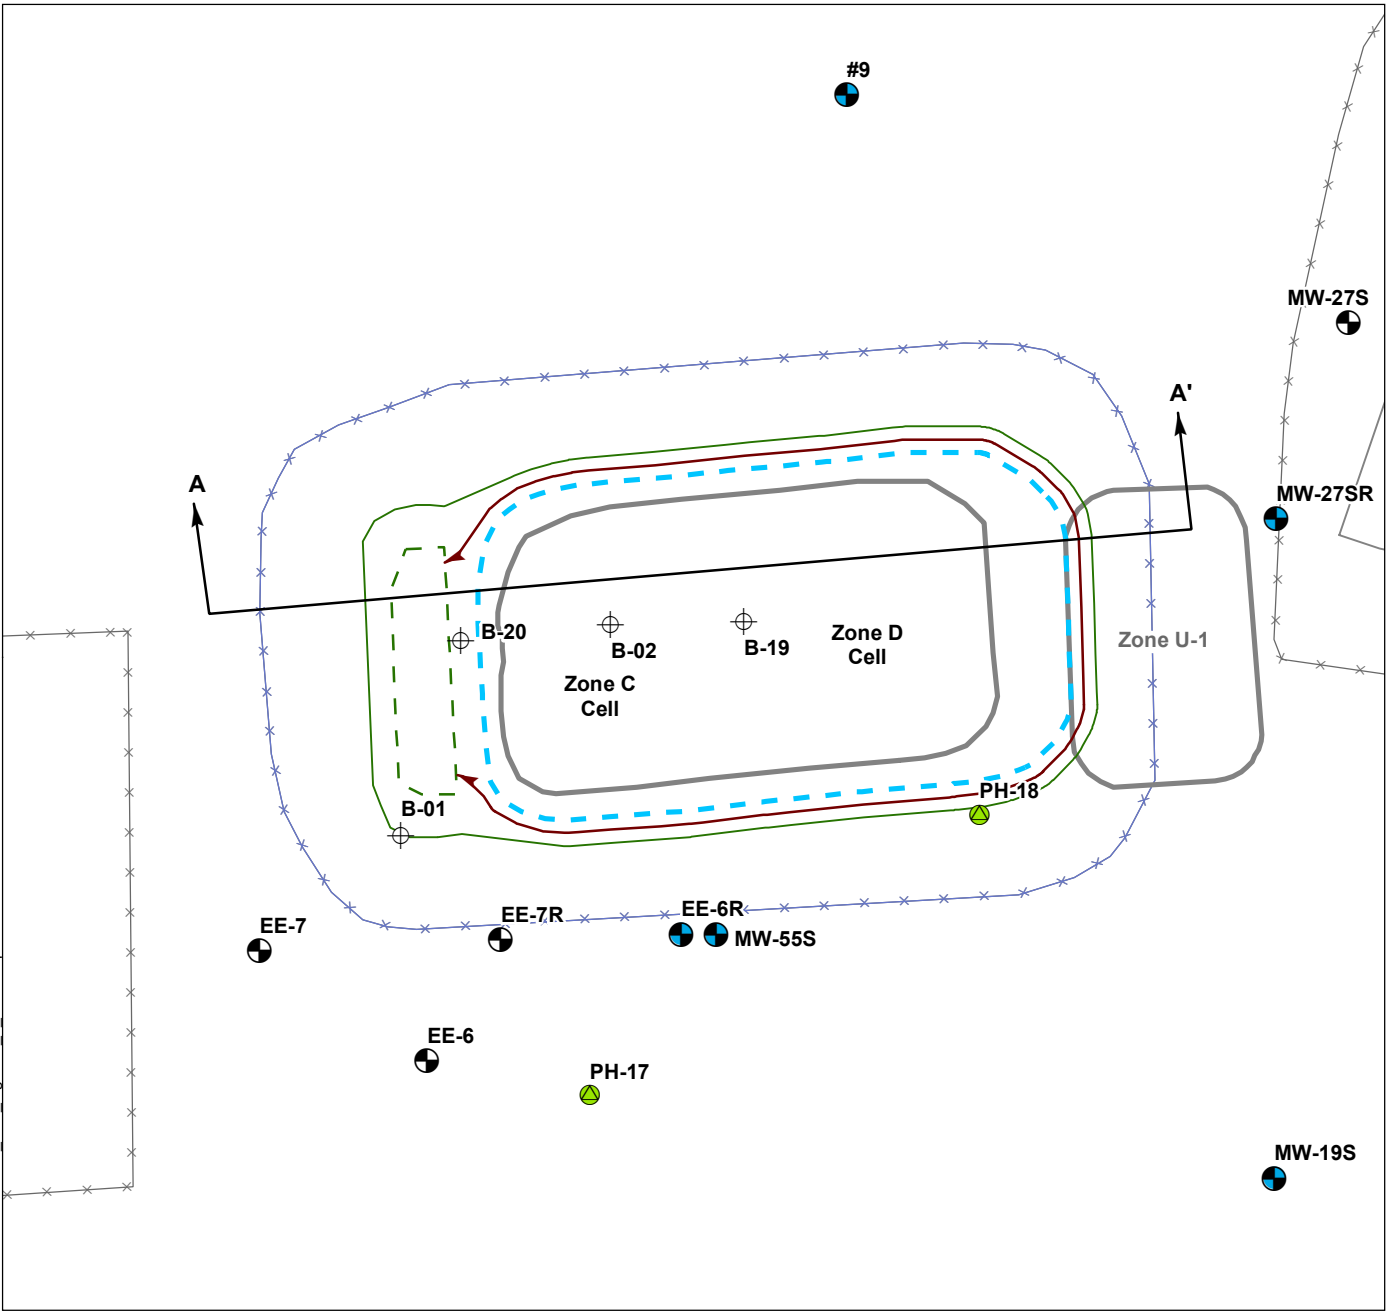 #9
MW-27S
A'
A
MW-27SR
B-20
B-02
B-19
Zone D
Cell
Zone U-1
Zone C
Cell
PH-18
B-01
EE-7
EE-7R
EE-6R
MW-55S
EE-6
PH-17
MW-19S